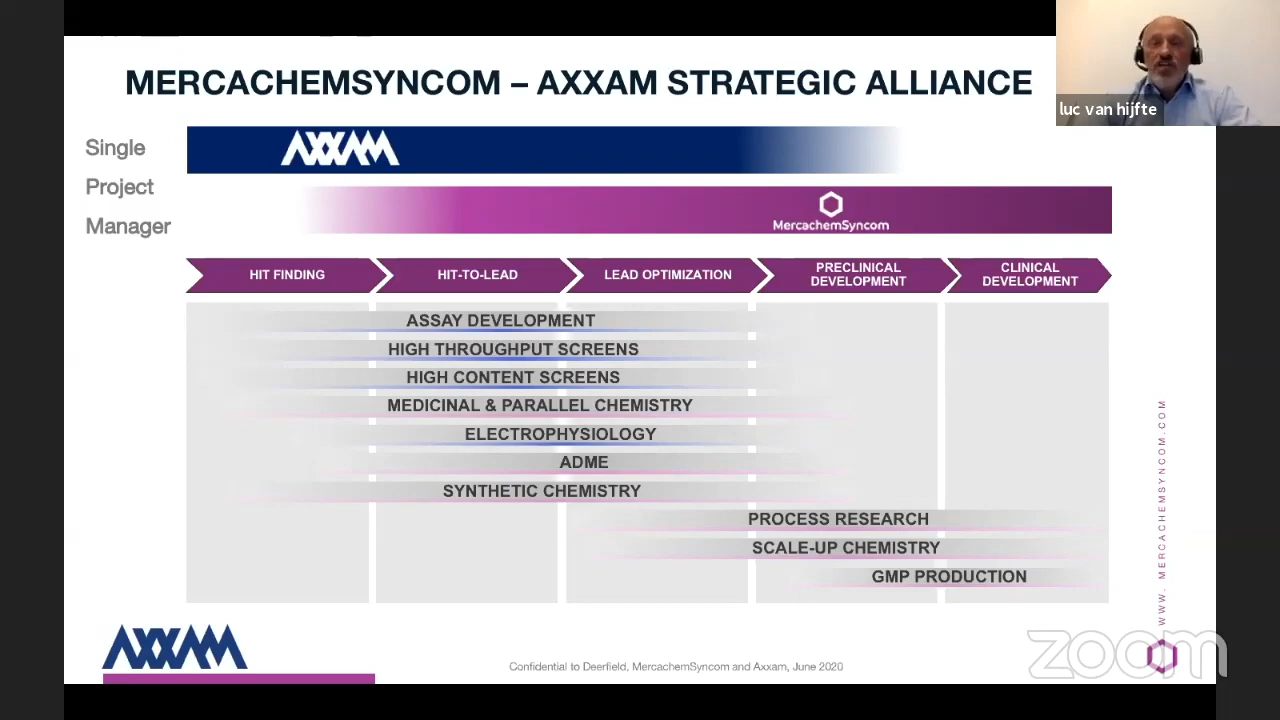 MERCACHEMSYNCOM – AXXAM STRATEGIC ALLIANCE
luc van hijfte
Single
Project
Manager
AXXAM
MercachemSyncom
HIT FINDING
HIT-TO-LEAD
LEAD OPTIMIZATION
PRECLINICAL
DEVELOPMENT
CLINICAL
DEVELOPMENT
ASSAY DEVELOPMENT
HIGH THROUGHPUT SCREENS
HIGH CONTENT SCREENS
MEDICINAL & PARALLEL CHEMISTRY
ELECTROPHYSIOLOGY
ADME
SYNTHETIC CHEMISTRY
PROCESS RESEARCH
SCALE-UP CHEMISTRY
GMP PRODUCTION
WWW. MERCACHEMSYNCOM.COM
AXXAM
Confidential to Deerfield, MercachemSyncom and Axxam, June 2020
zoom